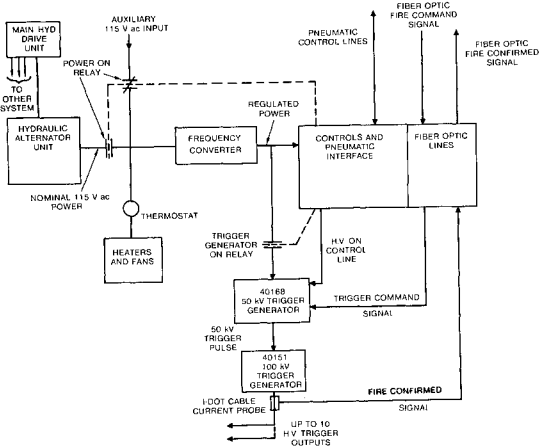 AUXILIARY
115 V ac INPUT
MAIN HYD
DRIVE
UNIT
POWER ON
RELAY
TO
OTHER
SYSTEM
HYDRAULIC
ALTERNATOR
UNIT
NOMINAL 115 V ac
POWER
FREQUENCY
CONVERTER
REGULATED
POWER
PNEUMATIC
CONTROL LINES
FIBER OPTIC
FIRE COMMAND
SIGNAL
FIBER OPTIC
FIRE CONFIRMED
SIGNAL
CONTROLS AND
PNEUMATIC
INTERFACE
FIBER OPTIC
LINES
THERMOSTAT
HEATERS
AND FANS
TRIGGER
GENERATOR
ON RELAY
H.V ON
CONTROL
LINE
40168
50 kV TRIGGER
GENERATOR
TRIGGER COMMAND
SIGNAL
50 kV
TRIGGER
PULSE
40151
100 kV
TRIGGER
GENERATOR
I-DOT CABLE
CURRENT PROBE
FIRE CONFIRMED
SIGNAL
UP TO 10
H.V TRIGGER
OUTPUTS